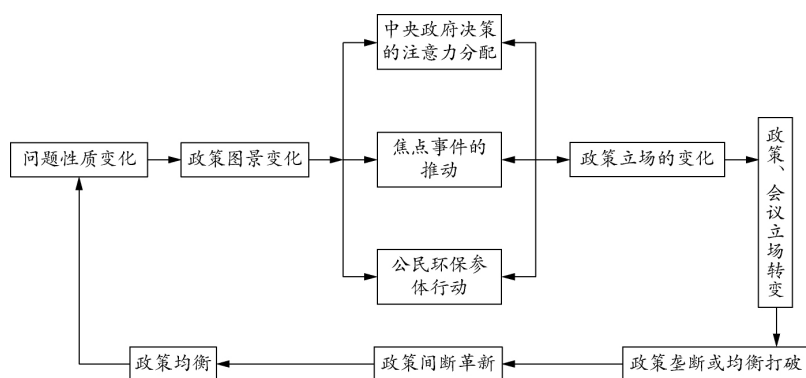 中央政府决策
的注意力分配
问题性质变化
政策图景变化
焦点事件的
推动
政策立场的变化
政策、会议立场转变
公民环保参
体行动
政策均衡
政策间断革新
政策垄断或均衡打破